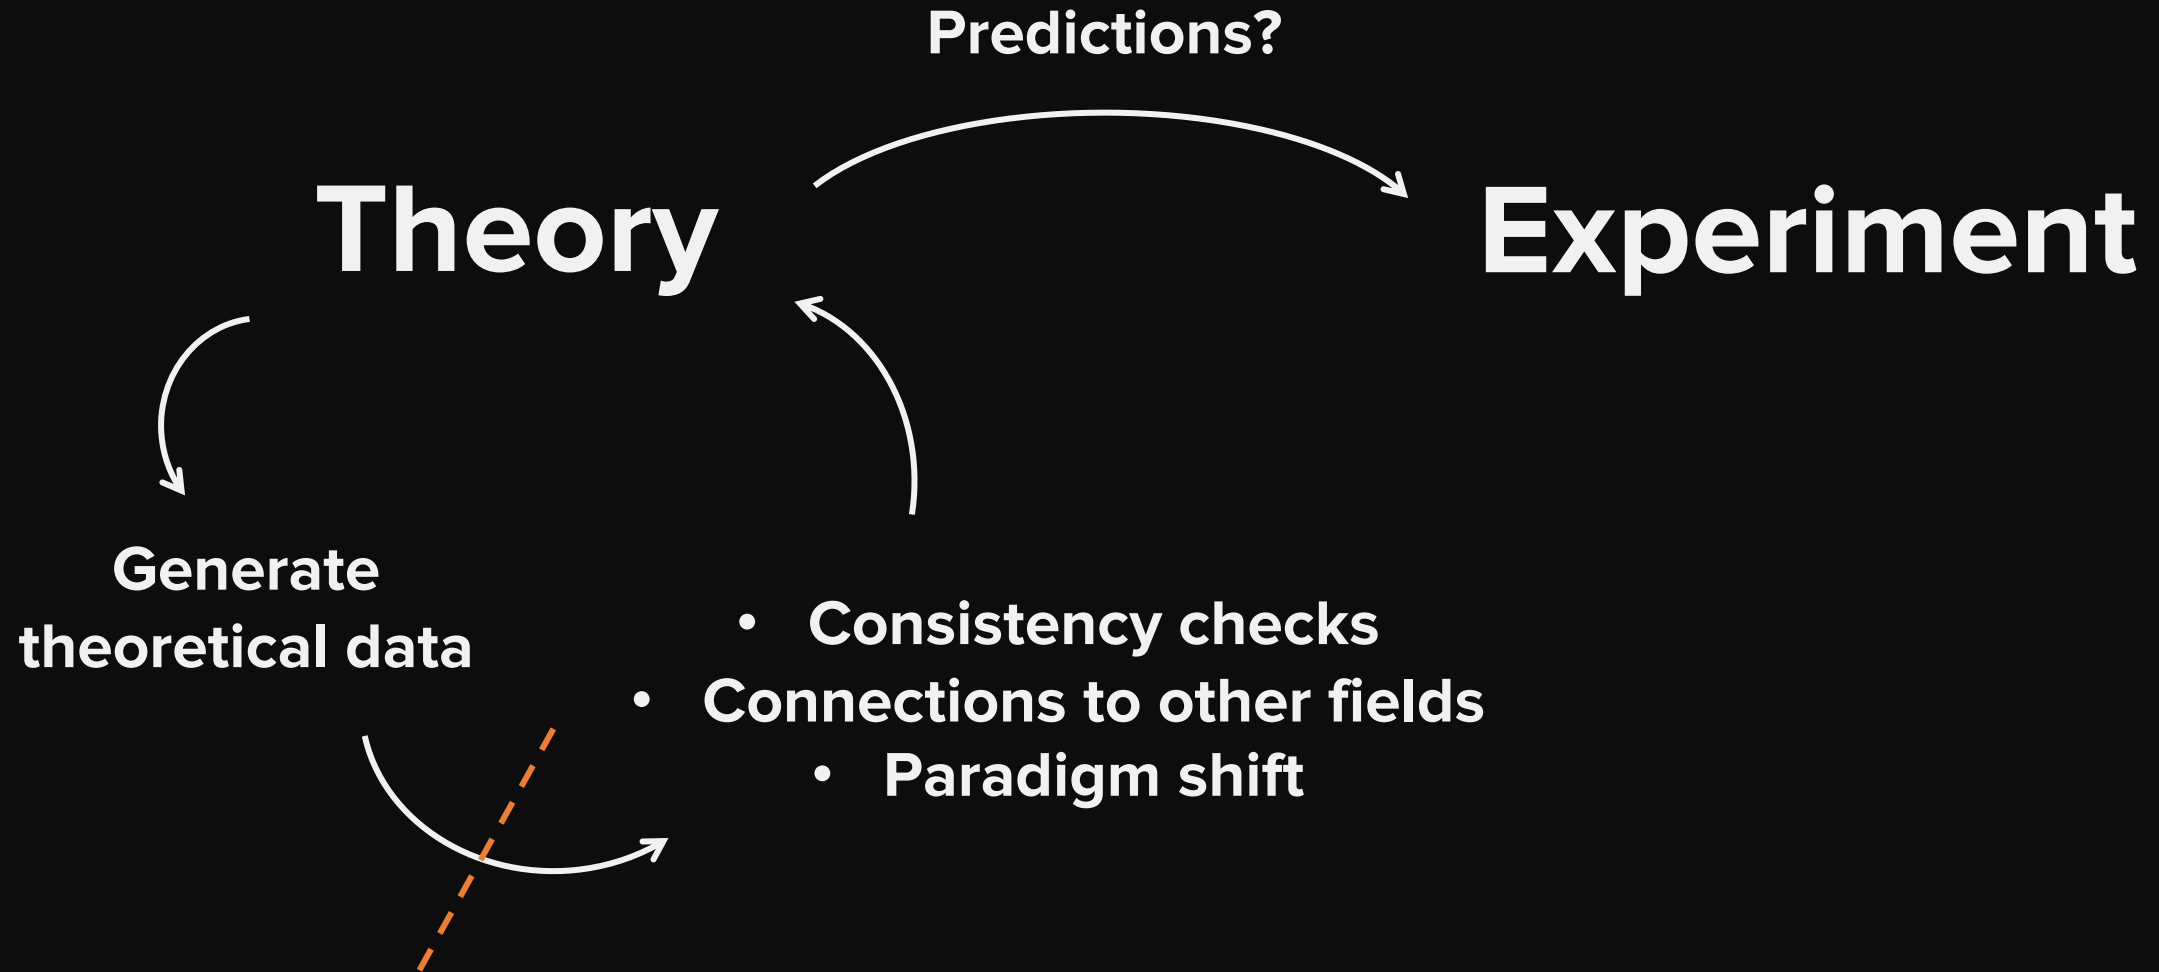 Predictions?
Theory
Experiment
Generate
theoretical data
• Consistency checks
• Connections to other fields
• Paradigm shift